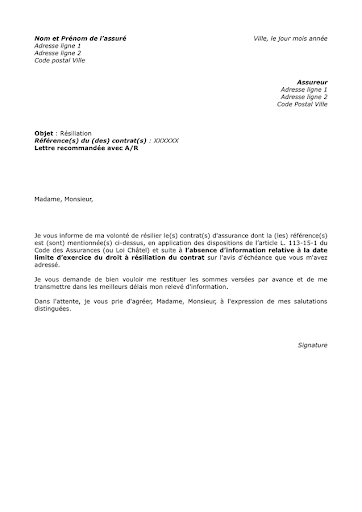 Nom et Prénom de l'assuré
Ville, le jour mois année
Adresse ligne 1
Adresse ligne 2
Code postal Ville
Assureur
Adresse ligne 1
Adresse ligne 2
Code Postal Ville
Objet : Résiliation
Référence(s) du (des) contrat(s) : XXXXXX
Lettre recommandée avec A/R
Madame, Monsieur,
Je vous informe de ma volonté de résilier le(s) contrat(s) d'assurance dont la (les) référence(s)
est (sont) mentionnée(s) ci-dessus, en application des dispositions de l'article L. 113-15-1 du
Code des Assurances (ou Loi Châtel) et suite à l'absence d'information relative à la date
limite d'exercice du droit à résiliation du contrat sur l'avis d'échéance que vous m'avez
adressé.
Je vous demande de bien vouloir me restituer les sommes versées par avance et de me
transmettre dans les meilleurs délais mon relevé d'information.
Dans l'attente, je vous prie d'agréer, Madame, Monsieur, à l'expression de mes salutations
distinguées.
Signature